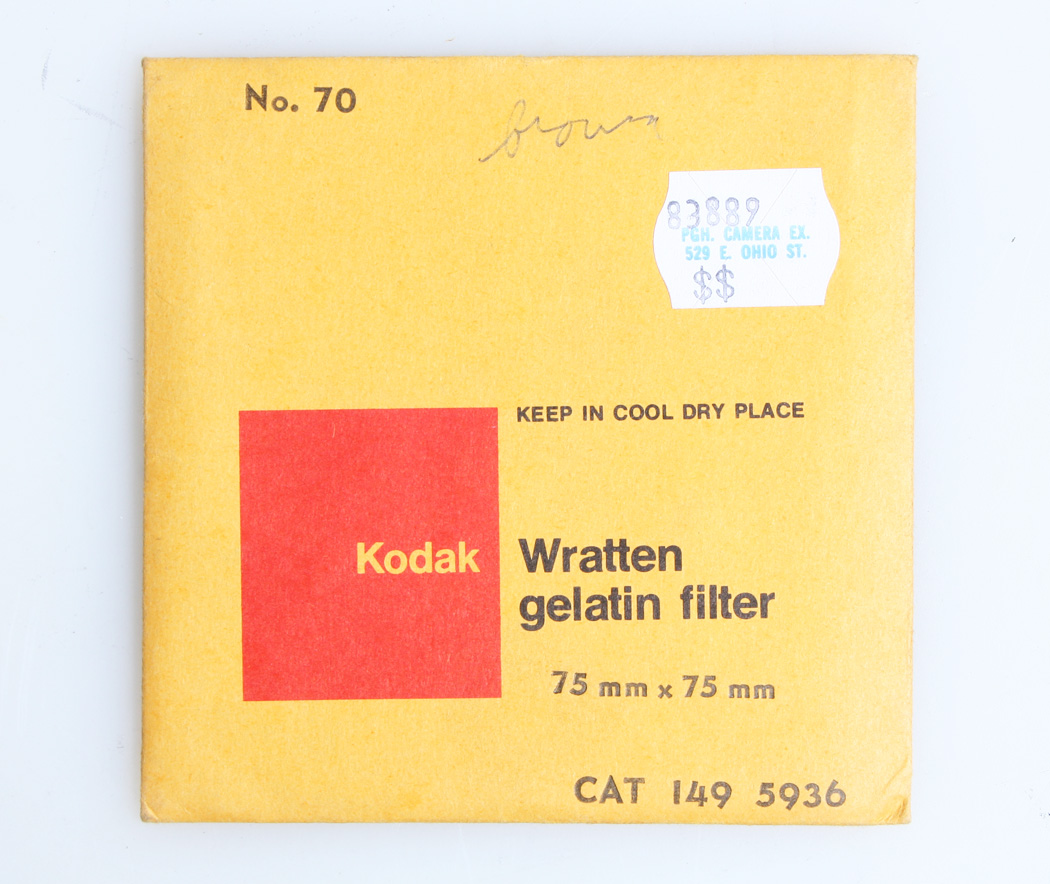 No. 70
brown
83889
PGH. CAMERA EX.
529 E. OHIO ST.
$$
KEEP IN COOL DRY PLACE
Kodak
Wratten
gelatin filter
75 mm x 75 mm
CAT 149 5936